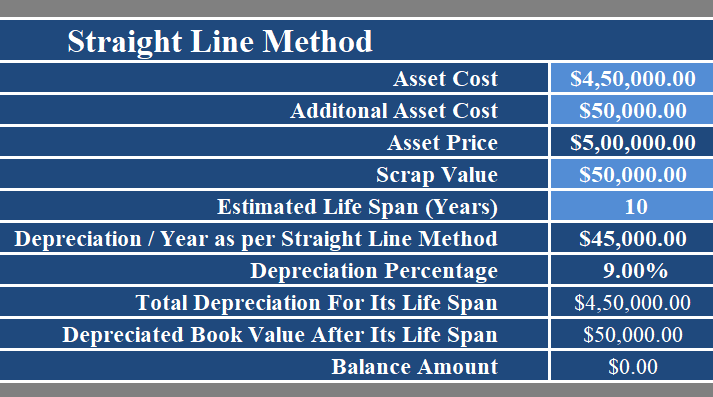 Straight Line Method
Asset Cost $4,50,000.00
Additonal Asset Cost $50,000.00
Asset Price $5,00,000.00
Scrap Value $50,000.00
Estimated Life Span (Years) 10
Depreciation / Year as per Straight Line Method $45,000.00
Depreciation Percentage 9.00%
Total Depreciation For Its Life Span $4,50,000.00
Depreciated Book Value After Its Life Span $50,000.00
Balance Amount $0.00